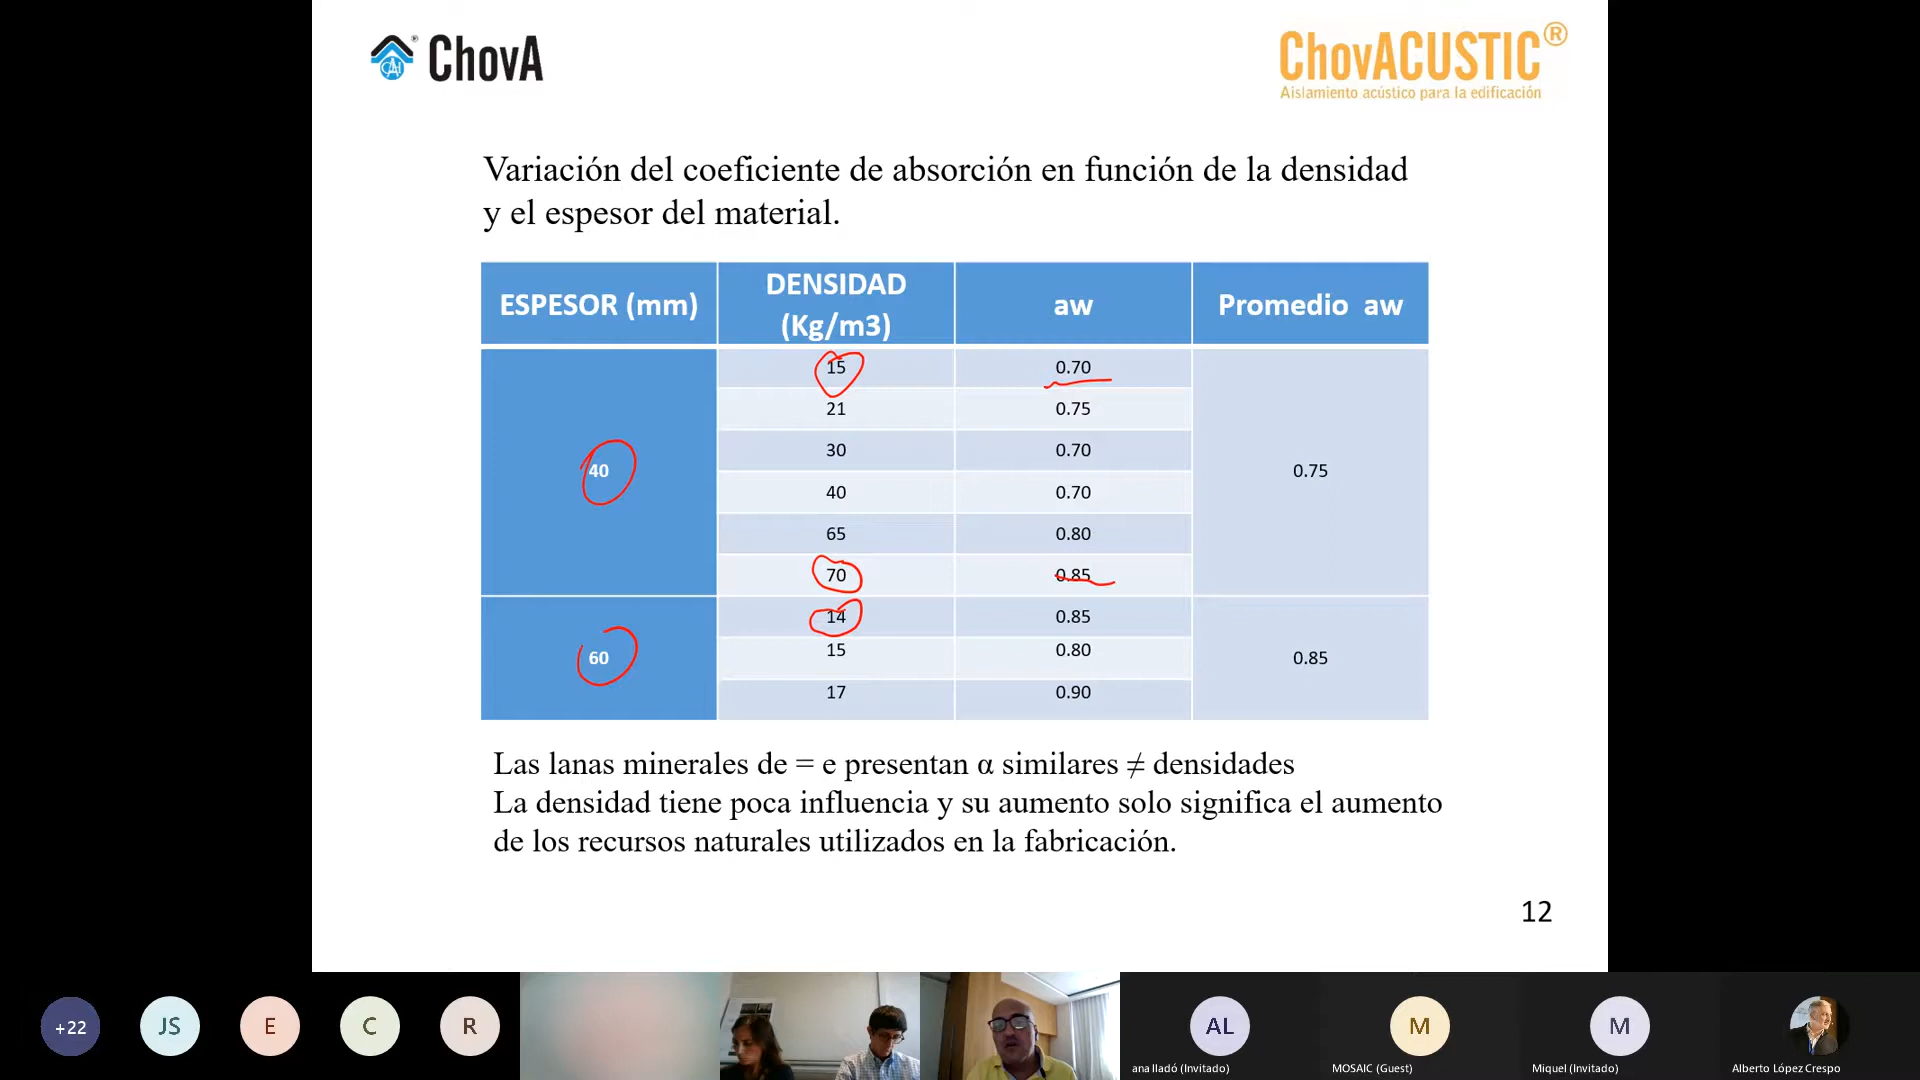 ChovA
ChovACUSTIC®
Aislamiento acústico para la edificación
Variación del coeficiente de absorción en función de la densidad
y el espesor del material.
ESPESOR (mm) DENSIDAD (Kg/m3) aw Promedio aw
40 15 0.70 0.75
21 0.75
30 0.70
40 0.70
65 0.80
70 0.85
60 14 0.85 0.85
15 0.80
17 0.90
Las lanas minerales de = e presentan α similares ≠ densidades
La densidad tiene poca influencia y su aumento solo significa el aumento
de los recursos naturales utilizados en la fabricación.
12
+22 JS E C R AL M M
ana lladó (Invitado) MOSAIC (Guest) Miquel (Invitado) Alberto López Crespo